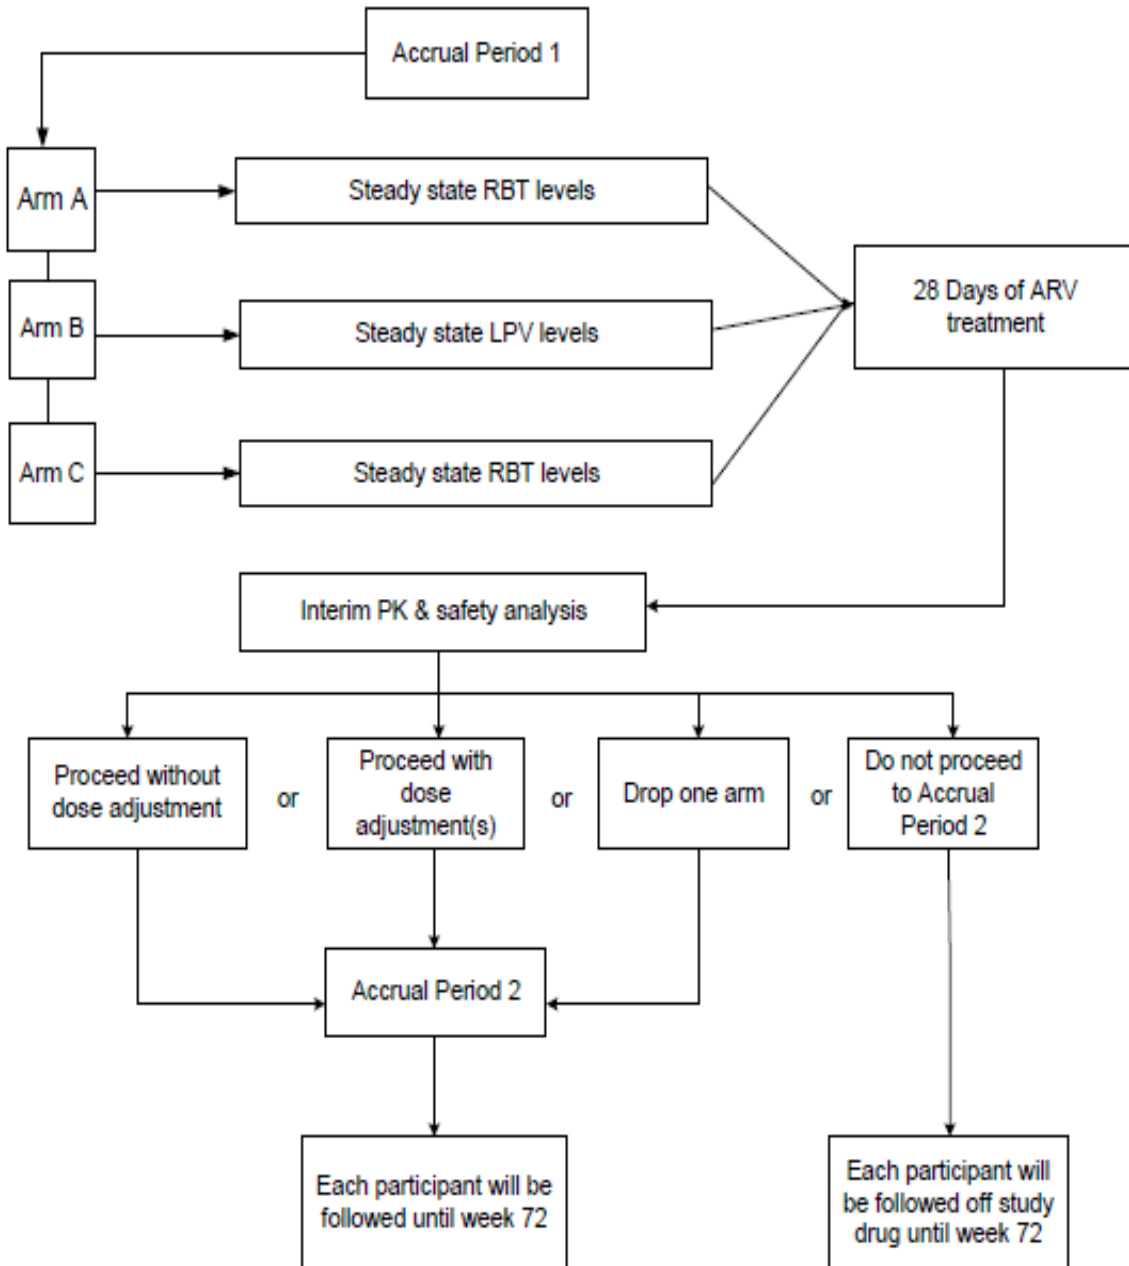 Accrual Period 1
Arm A
Steady state RBT levels
Arm B
Steady state LPV levels
28 Days of ARV
treatment
Arm C
Steady state RBT levels
Interim PK & safety analysis
Proceed without
dose adjustment
or
Proceed with
dose
adjustment(s)
or
Drop one arm
or
Do not proceed
to Accrual
Period 2
Accrual Period 2
Each participant will be
followed until week 72
Each participant will
be followed off study
drug until week 72